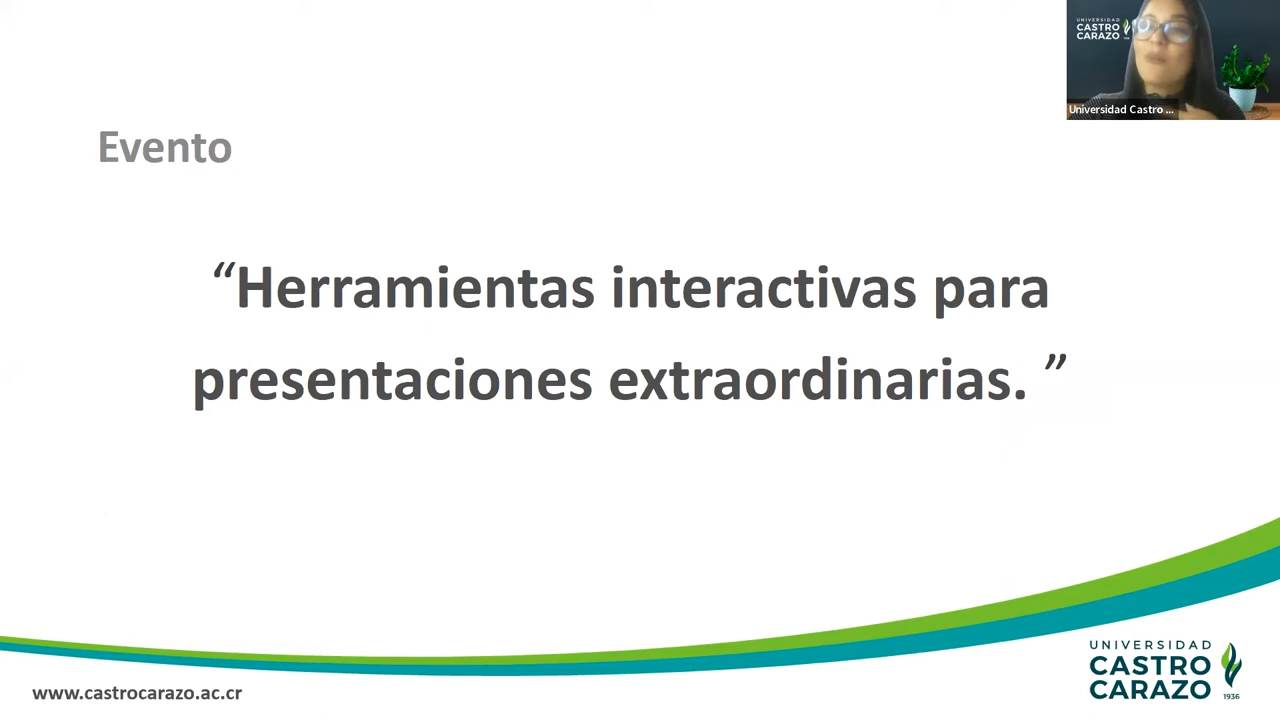 UNIVERSIDAD
CASTRO
CARAZO
Universidad Castro ...
Evento
“Herramientas interactivas para
presentaciones extraordinarias. ”
www.castrocarazo.ac.cr
UNIVERSIDAD
CASTRO
CARAZO
1936